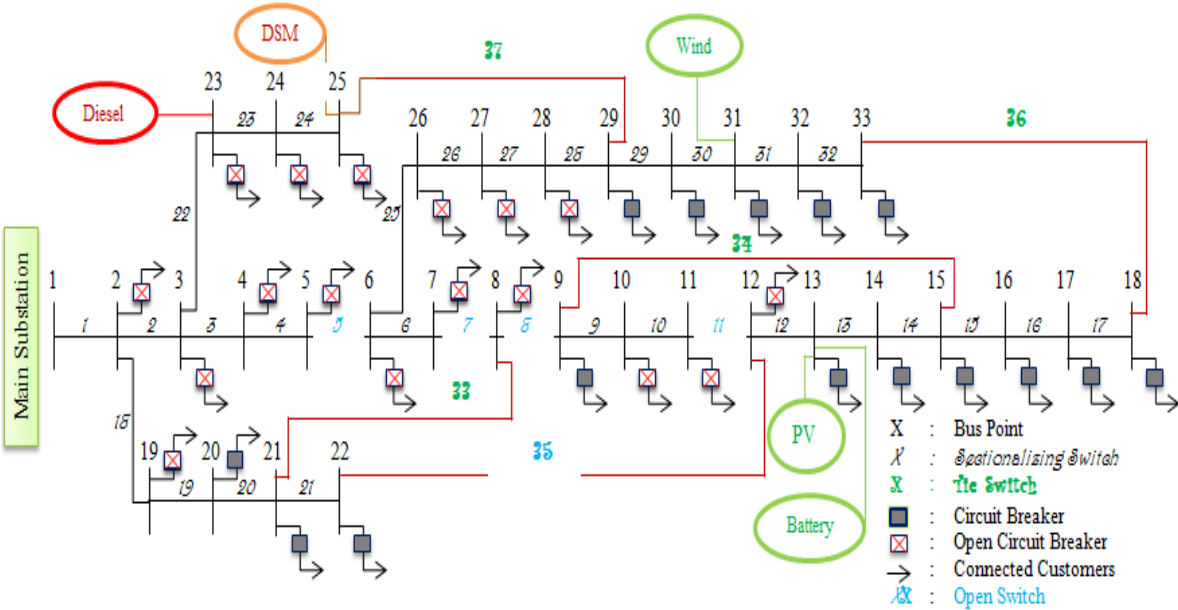 DSM
37
Wind
23 24 25
Diesel
23 24
26 27 28 29 30 31 32 33
36
26 27 28 29 30 31 32
22
25
34
Main Substation
1 2 3 4 5 6 7 8 9 10 11 12 13 14 15 16 17 18
1 2 3 4 5 6 7 8 9 10 11 12 13 14 15 16 17
33
18
35
PV
19 20 21 22
19 20 21
Battery
X : Bus Point
X : Sectionalizing Switch
X : Tie Switch
: Circuit Breaker
: Open Circuit Breaker
: Connected Customers
: Open Switch